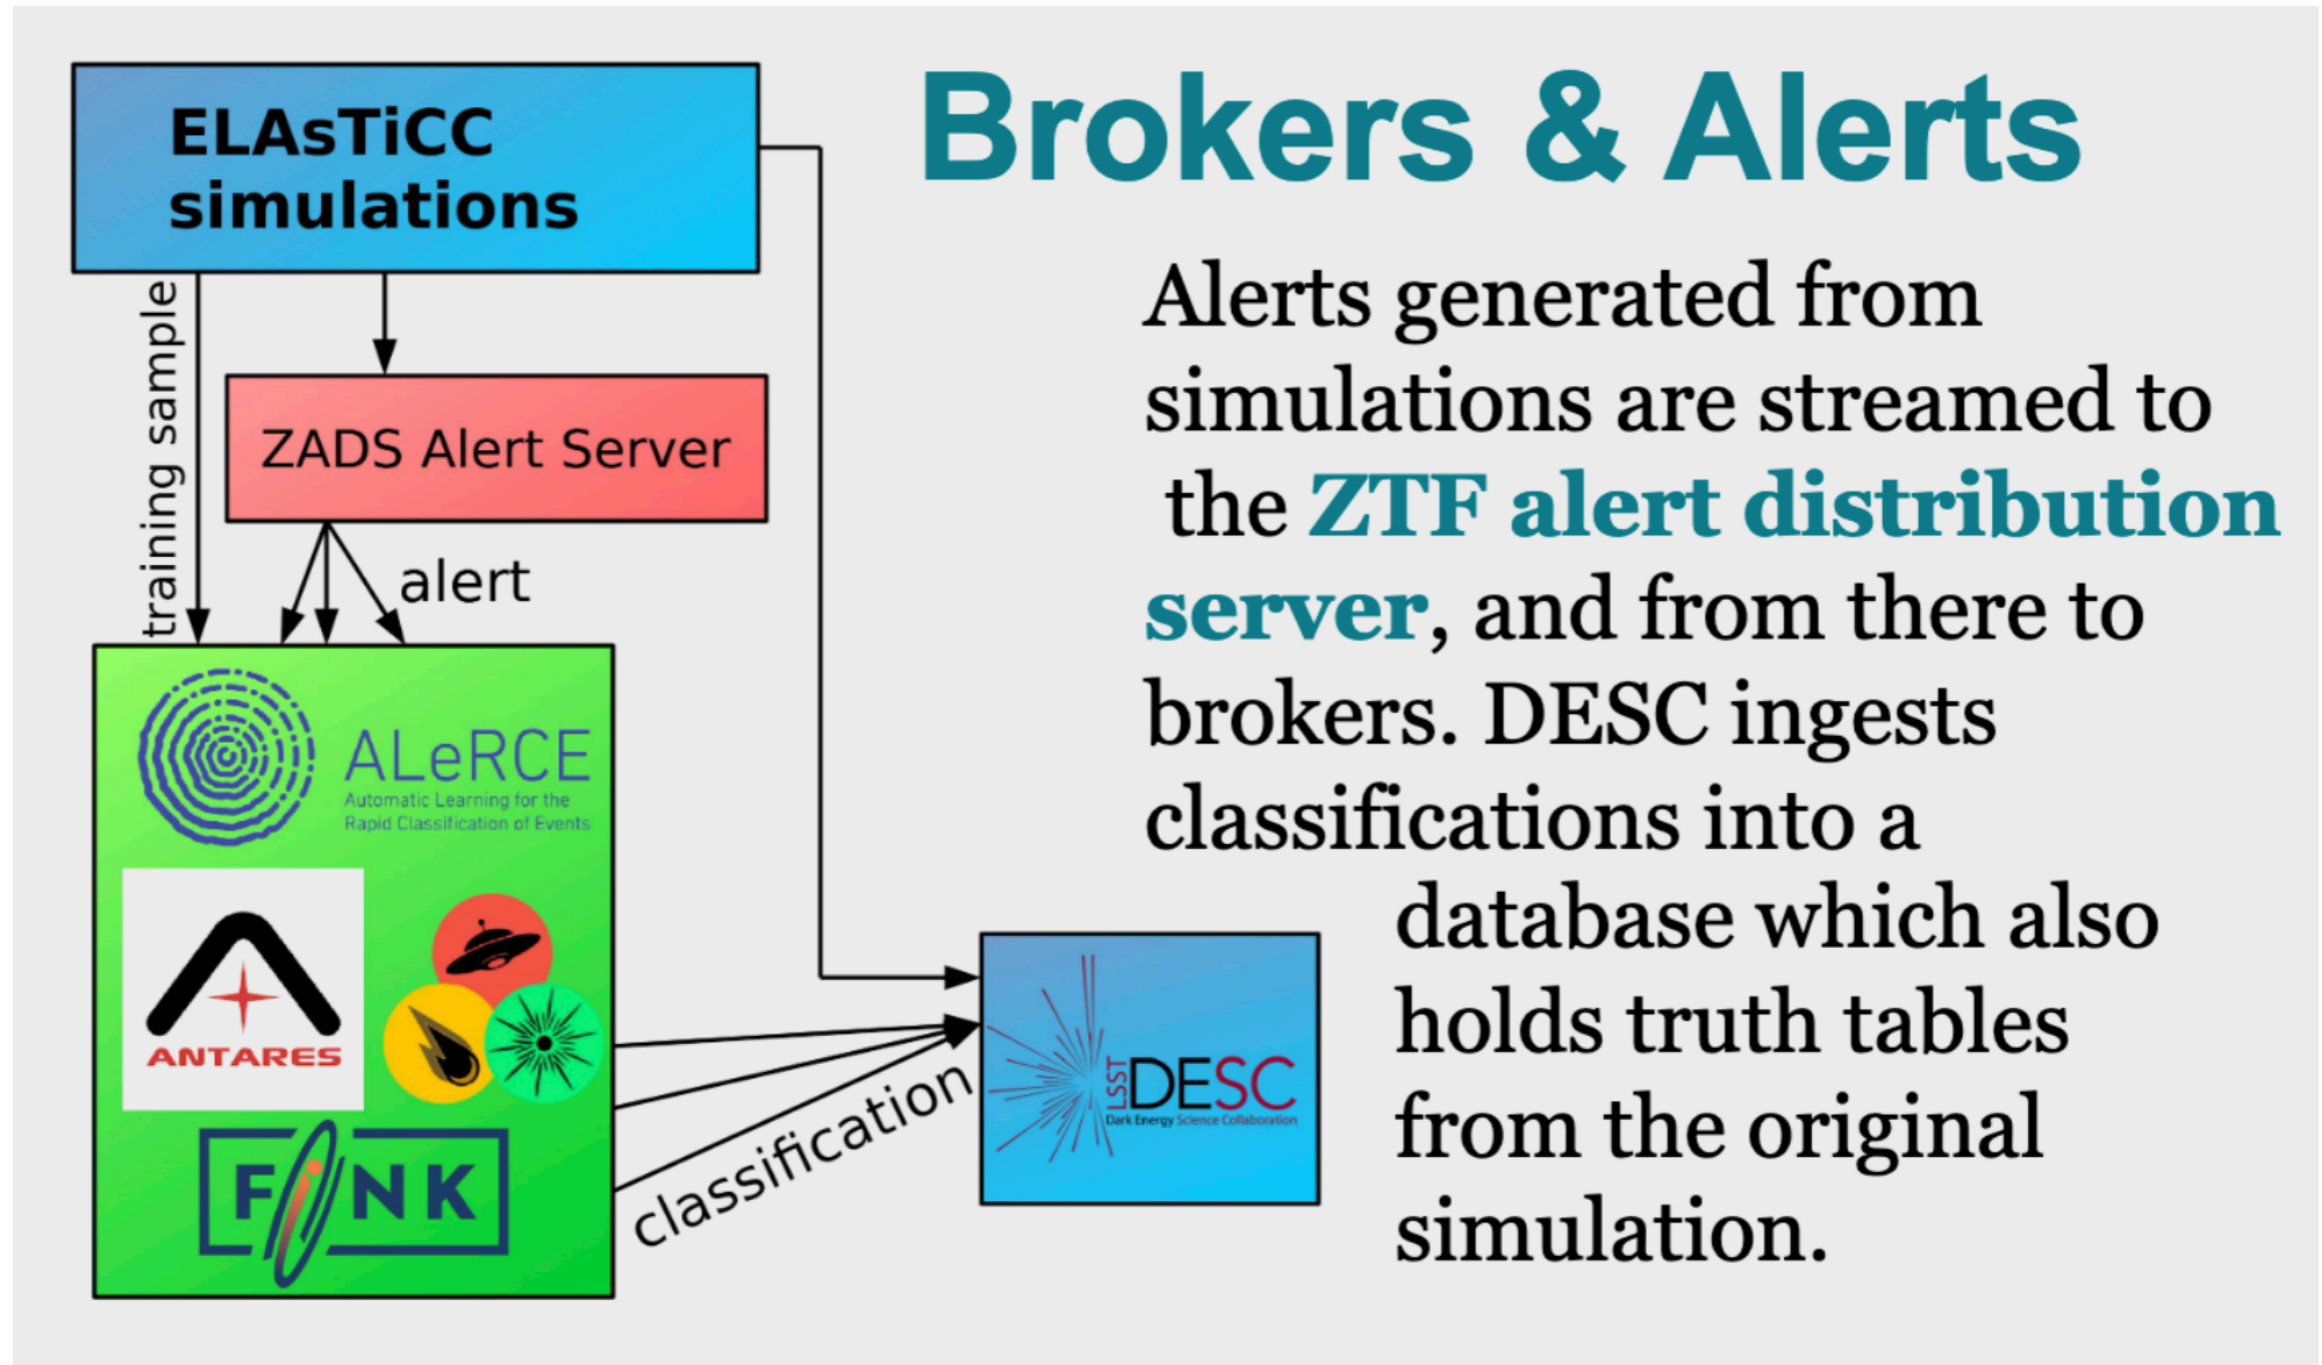 ELAsTiCC
simulations
training sample
ZADS Alert Server
alert
ALeRCE
Automatic Learning for the
Rapid Classification of Events
ANTARES
FINK
classification
LSST
DESC
Dark Energy Science Collaboration
Brokers & Alerts
Alerts generated from
simulations are streamed to
the ZTF alert distribution
server, and from there to
brokers. DESC ingests
classifications into a
database which also
holds truth tables
from the original
simulation.